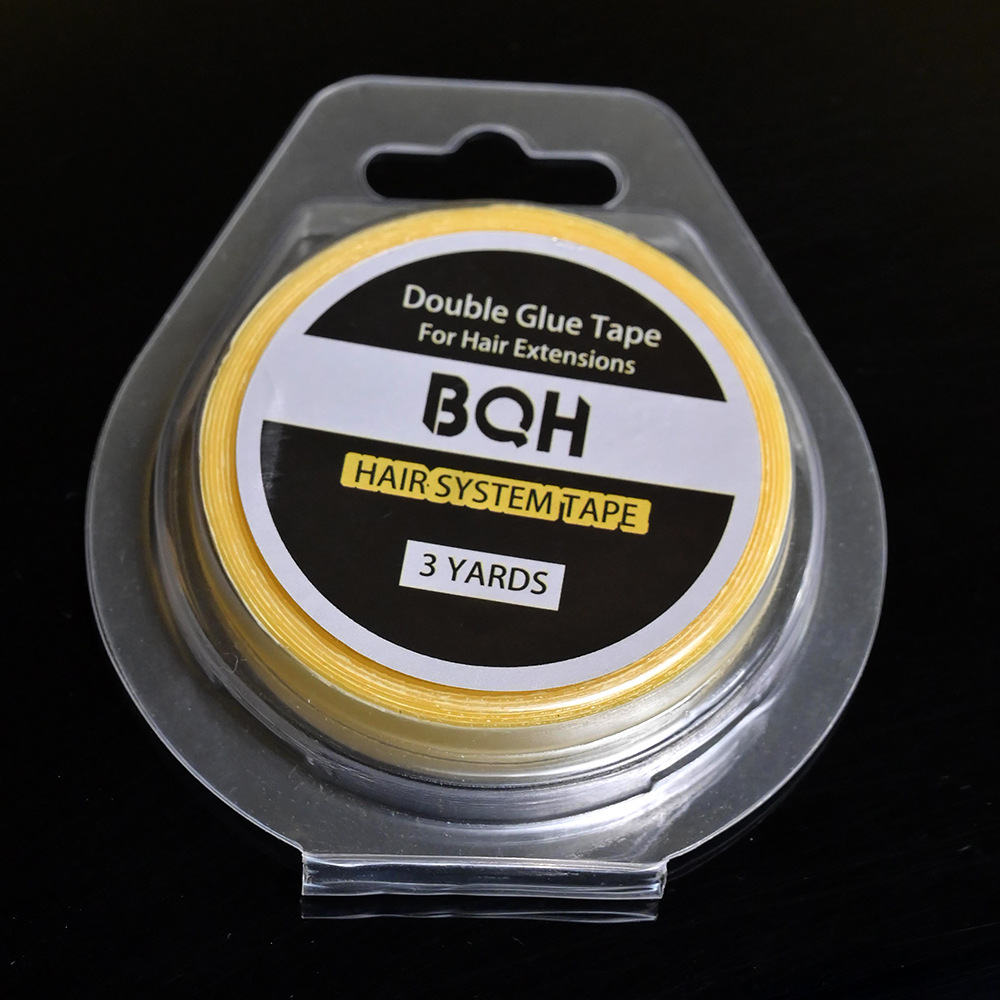 Double Glue Tape
For Hair Extensions
BQH
HAIR SYSTEM TAPE
3 YARDS